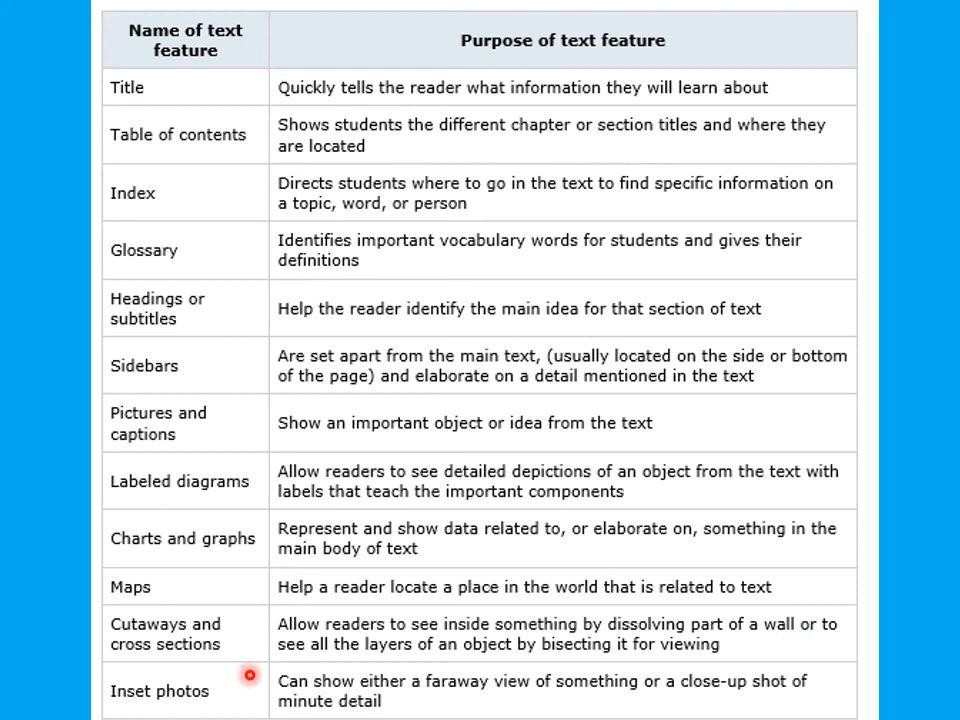 Name of text
feature
Purpose of text feature
Title
Quickly tells the reader what information they will learn about
Table of contents
Shows students the different chapter or section titles and where they
are located
Index
Directs students where to go in the text to find specific information on
a topic, word, or person
Glossary
Identifies important vocabulary words for students and gives their
definitions
Headings or
subtitles
Help the reader identify the main idea for that section of text
Sidebars
Are set apart from the main text, (usually located on the side or bottom
of the page) and elaborate on a detail mentioned in the text
Pictures and
captions
Show an important object or idea from the text
Labeled diagrams
Allow readers to see detailed depictions of an object from the text with
labels that teach the important components
Charts and graphs
Represent and show data related to, or elaborate on, something in the
main body of text
Maps
Help a reader locate a place in the world that is related to text
Cutaways and
cross sections
Allow readers to see inside something by dissolving part of a wall or to
see all the layers of an object by bisecting it for viewing
Inset photos
Can show either a faraway view of something or a close-up shot of
minute detail